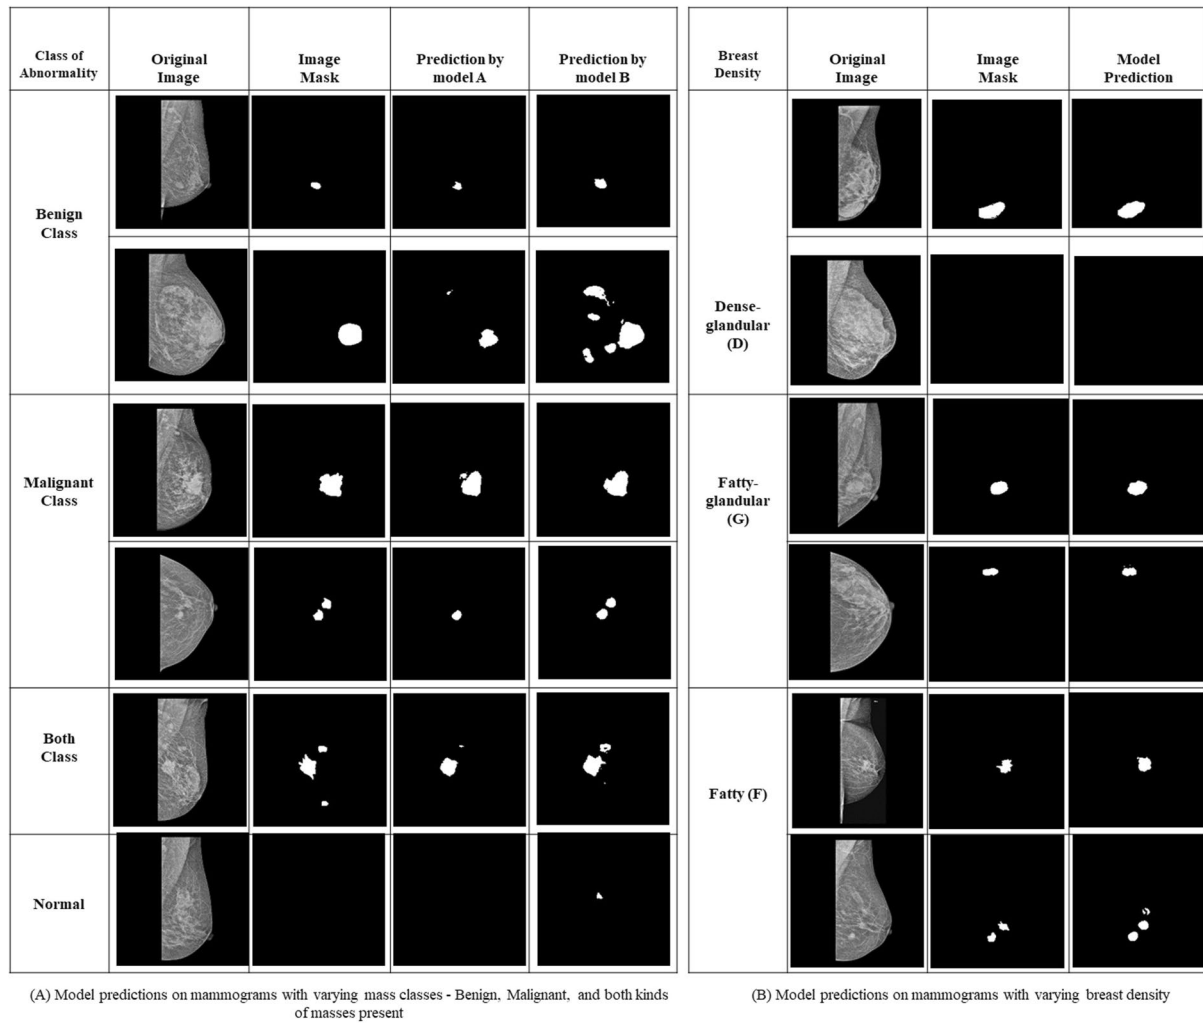 Class of
Abnormality
Original
Image
Image
Mask
Prediction by
model A
Prediction by
model B
Benign
Class
Malignant
Class
Both
Class
Normal
(A) Model predictions on mammograms with varying mass classes - Benign, Malignant, and both kinds
of masses present
Breast
Density
Original
Image
Image
Mask
Model
Prediction
Dense-
glandular
(D)
Fatty-
glandular
(G)
Fatty (F)
(B) Model predictions on mammograms with varying breast density